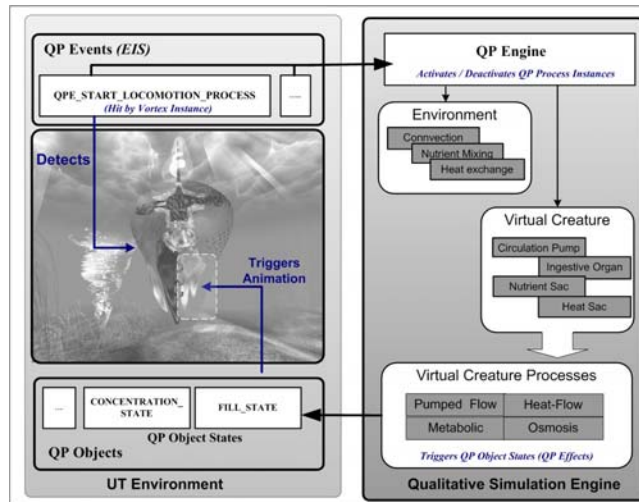 QP Events (EIS)
QPE_START_LOCOMOTION_PROCESS
(Hit by Vortex Instance)
Detects
Triggers
Animation
...
CONCENTRATION_
STATE
FILL_STATE
QP Object States
QP Objects
UT Environment
QP Engine
Activates / Deactivates QP Process Instances
Environment
Connvection
Nutrient Mixing
Heat exchange
Virtual Creature
Circulation Pump
Ingestive Organ
Nutrient Sac
Heat Sac
Virtual Creature Processes
Pumped Flow
Heat-Flow
Metabolic
Osmosis
Triggers QP Object States (QP Effects)
Qualitative Simulation Engine